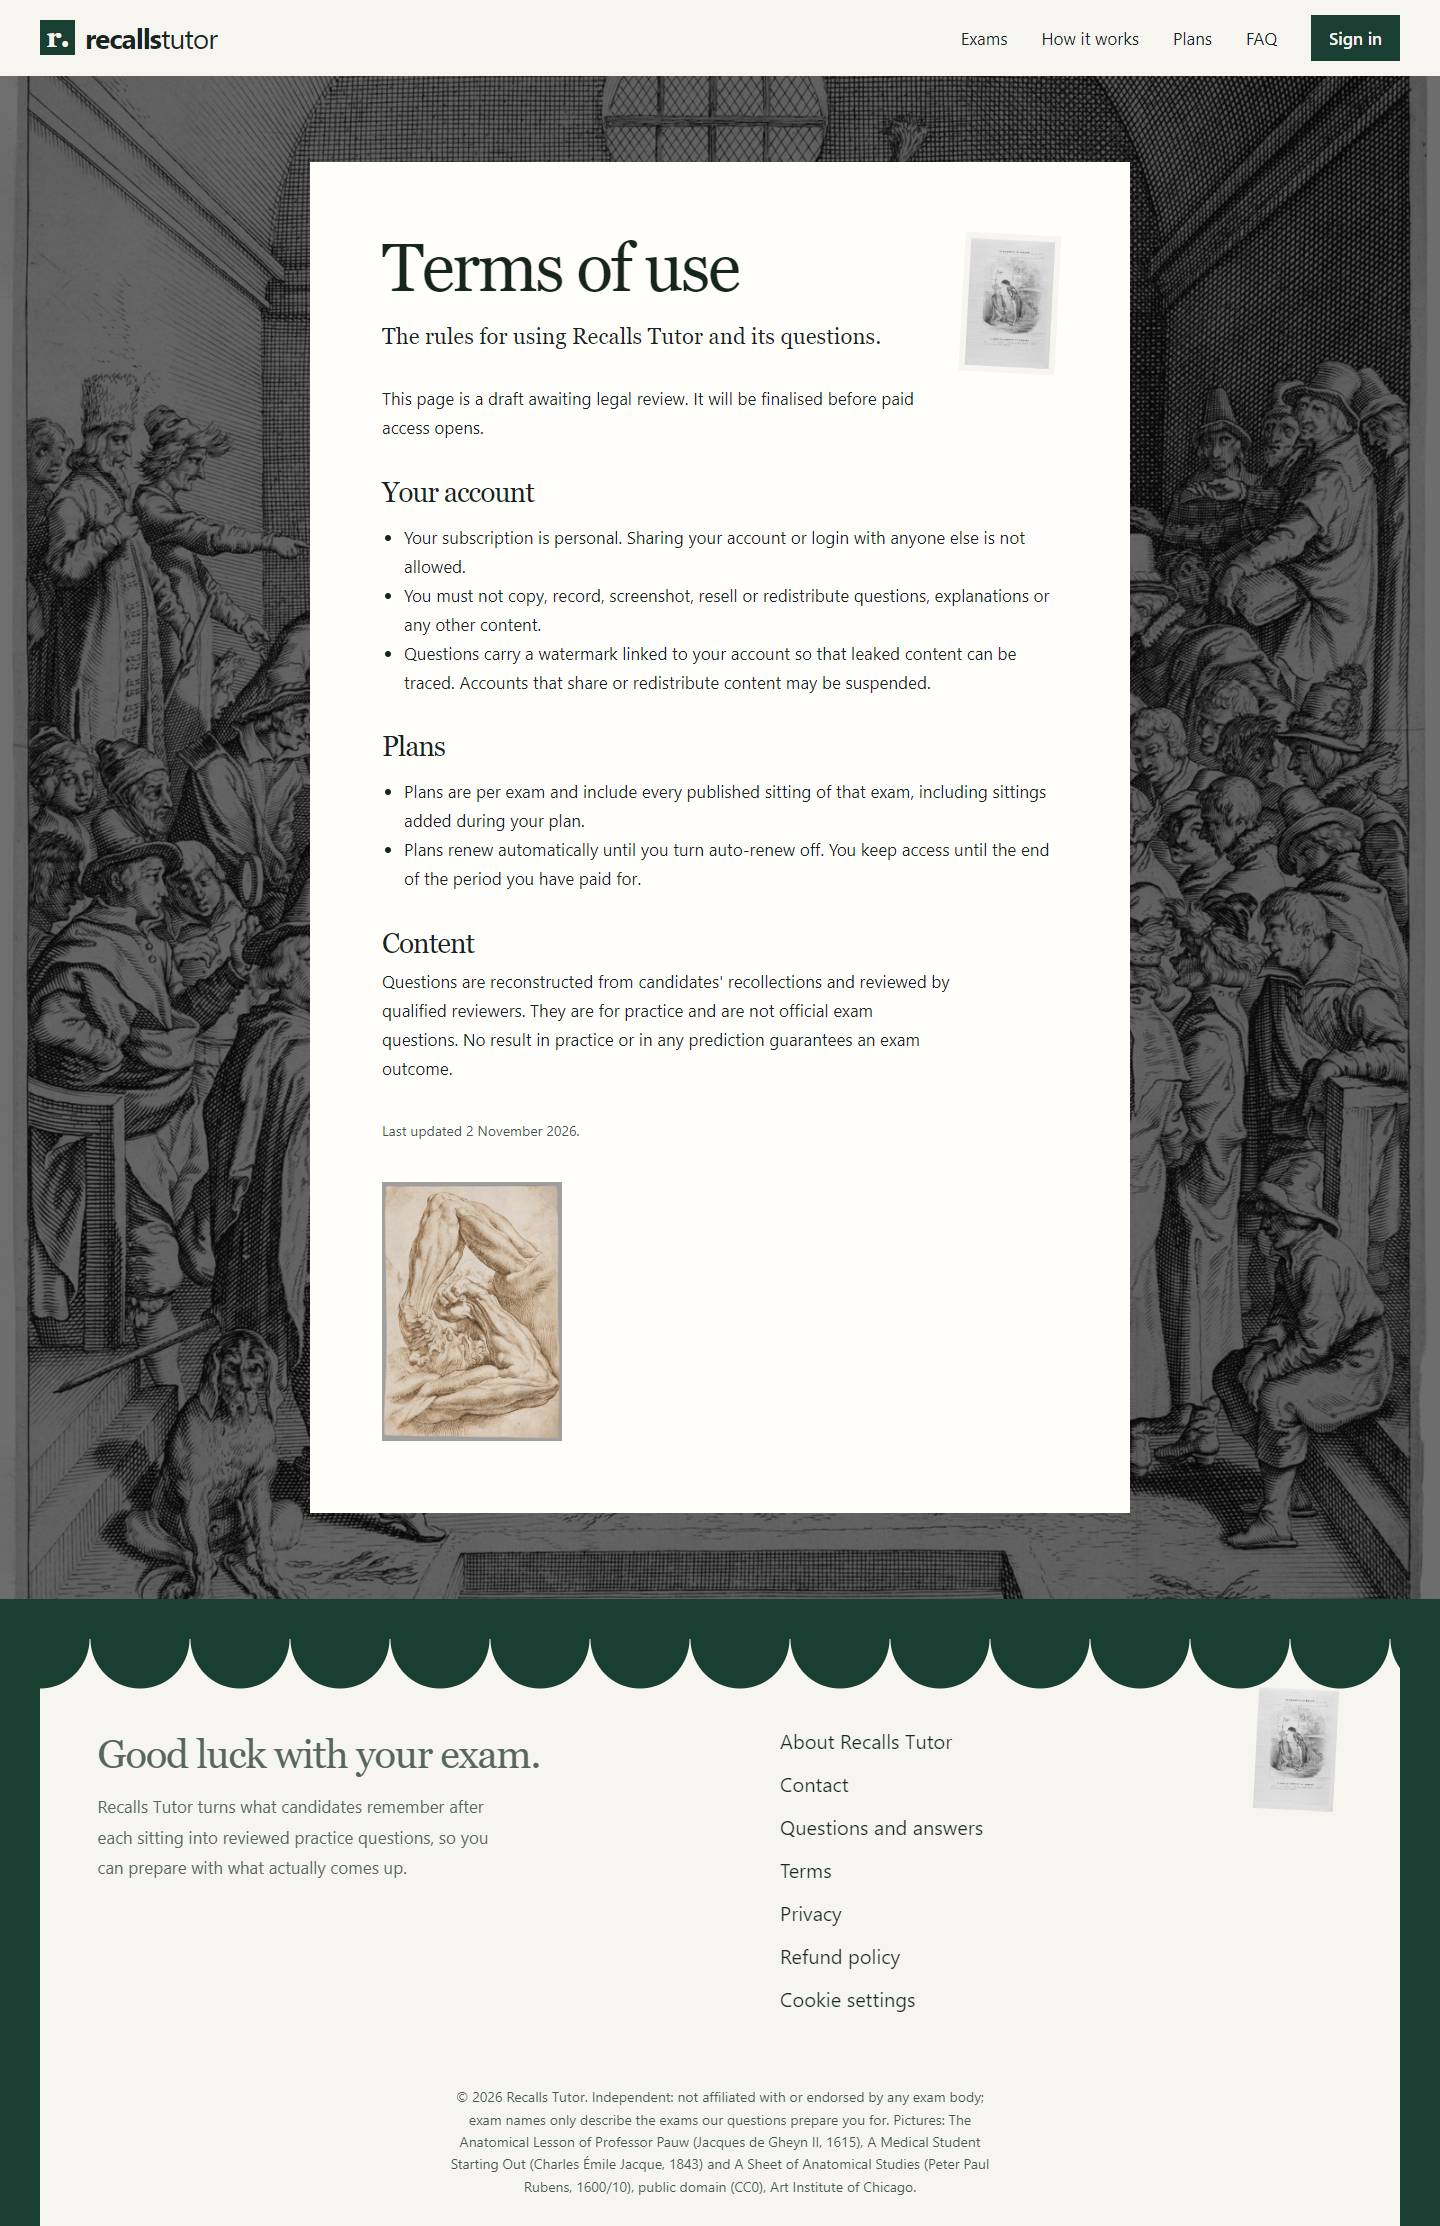 r. recallstutor
Exams
How it works
Plans
FAQ
Sign in
Terms of use
The rules for using Recalls Tutor and its questions.
This page is a draft awaiting legal review. It will be finalised before paid
access opens.
Your account
• Your subscription is personal. Sharing your account or login with anyone else is not
allowed.
• You must not copy, record, screenshot, resell or redistribute questions, explanations or
any other content.
• Questions carry a watermark linked to your account so that leaked content can be
traced. Accounts that share or redistribute content may be suspended.
Plans
• Plans are per exam and include every published sitting of that exam, including sittings
added during your plan.
• Plans renew automatically until you turn auto-renew off. You keep access until the end
of the period you have paid for.
Content
Questions are reconstructed from candidates' recollections and reviewed by
qualified reviewers. They are for practice and are not official exam
questions. No result in practice or in any prediction guarantees an exam
outcome.
Last updated 2 November 2026.
Good luck with your exam.
Recalls Tutor turns what candidates remember after
each sitting into reviewed practice questions, so you
can prepare with what actually comes up.
About Recalls Tutor
Contact
Questions and answers
Terms
Privacy
Refund policy
Cookie settings
© 2026 Recalls Tutor. Independent: not affiliated with or endorsed by any exam body;
exam names only describe the exams our questions prepare you for. Pictures: The
Anatomical Lesson of Professor Pauw (Jacques de Gheyn II, 1615), A Medical Student
Starting Out (Charles Émile Jacque, 1843) and A Sheet of Anatomical Studies (Peter Paul
Rubens, 1600/10), public domain (CC0), Art Institute of Chicago.